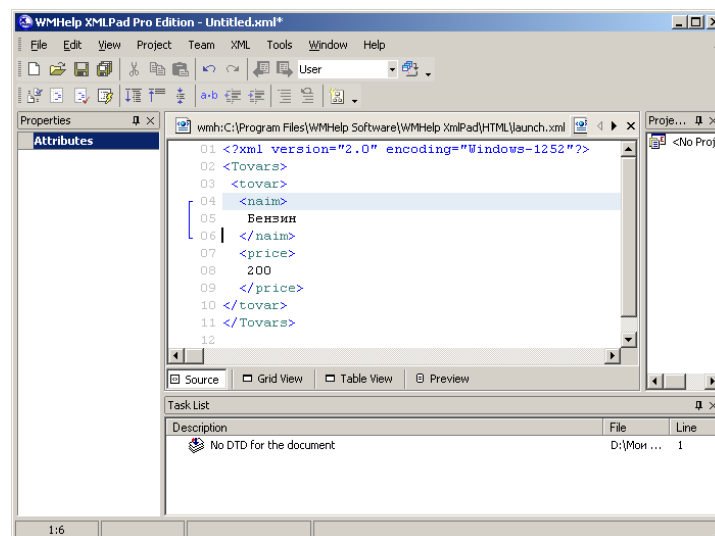 WMHelp XMLPad Pro Edition - Untitled.xml*
File Edit View Project Team XML Tools Window Help
User
a+b
Properties
wmh:C:\Program Files\WMHelp Software\WMHelp XmlPad\HTML\launch.xml
Proje...
Attributes
<No Proj
01 <?xml version="2.0" encoding="Windows-1252"?>
02 <Tovars>
03 <tovar>
04 <naim>
05 Бензин
06 </naim>
07 <price>
08 200
09 </price>
10 </tovar>
11 </Tovars>
12
Source Grid View Table View Preview
Task List
Description File Line
No DTD for the document D:\Мои ... 1
1:6